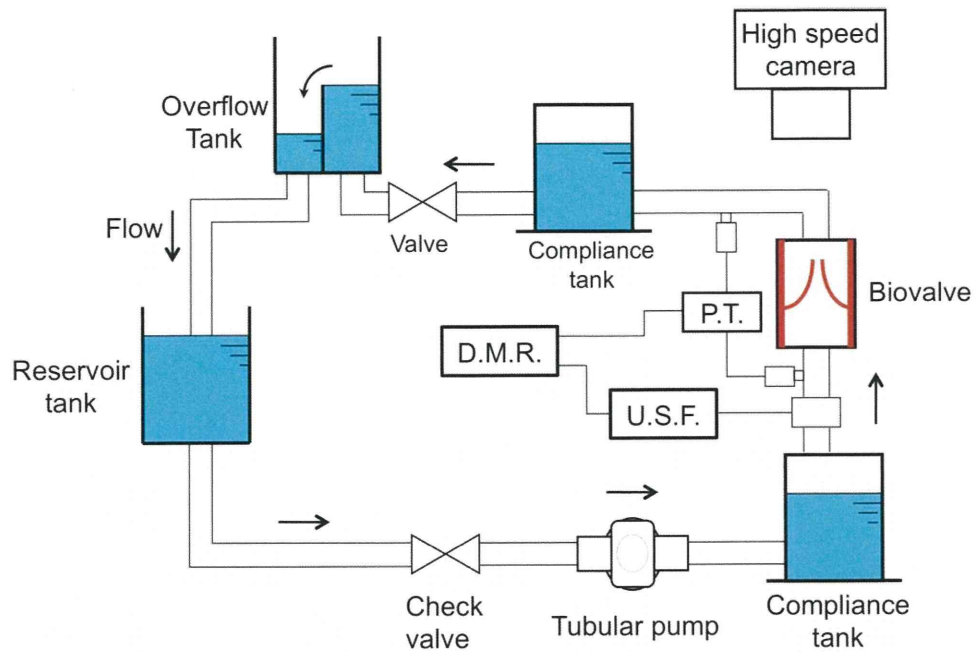 High speed
camera
Overflow
Tank
Flow
Valve
Compliance
tank
Biovalve
P.T.
D.M.R.
U.S.F.
Reservoir
tank
Check
valve
Tubular pump
Compliance
tank